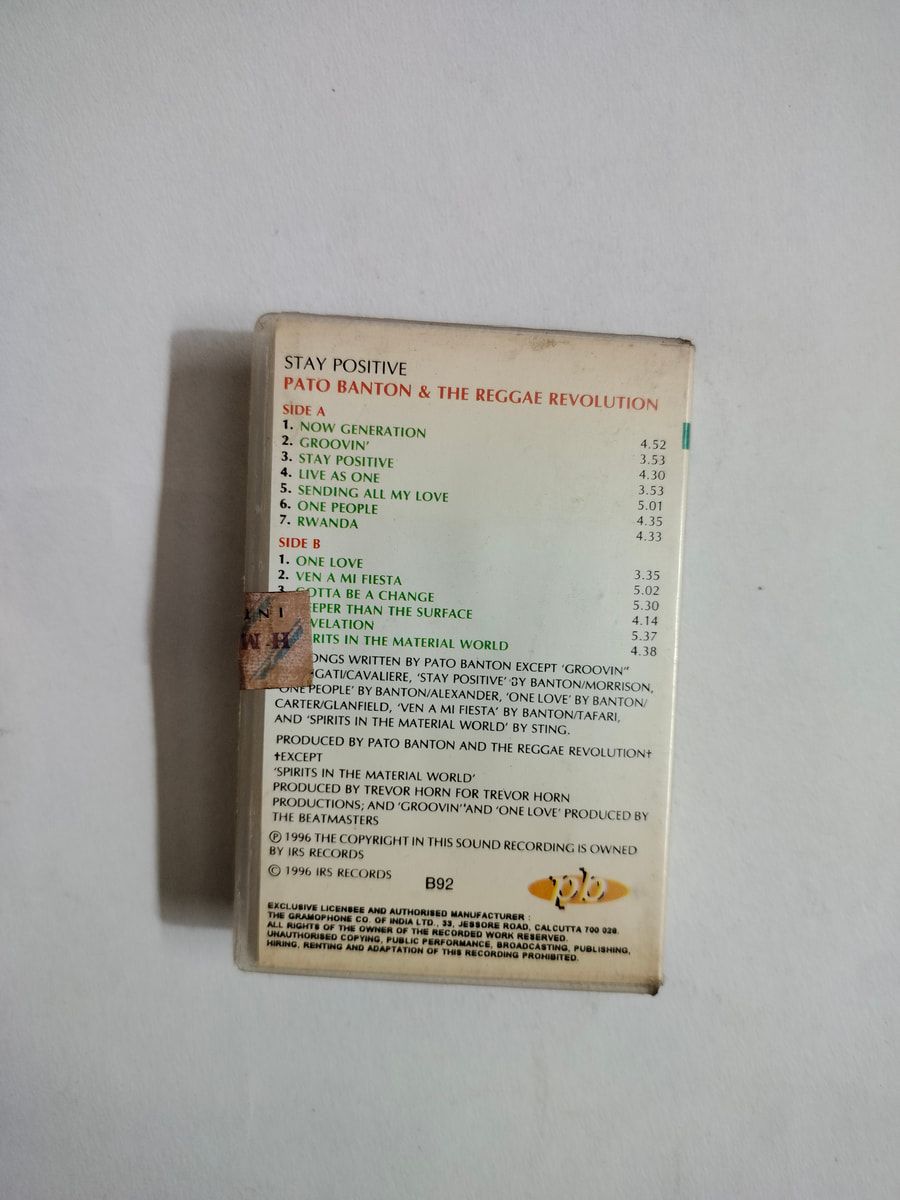 STAY POSITIVE
PATO BANTON & THE REGGAE REVOLUTION
SIDE A
1. NOW GENERATION 4.52
2. GROOVIN' 3.53
3. STAY POSITIVE 4.30
4. LIVE AS ONE 3.53
5. SENDING ALL MY LOVE 5.01
6. ONE PEOPLE 4.35
7. RWANDA 4.33
SIDE B
1. ONE LOVE 3.35
2. VEN A MI FIESTA 5.02
3. GOTTA BE A CHANGE 5.30
EEPER THAN THE SURFACE 4.14
VELATION 5.37
RITS IN THE MATERIAL WORLD 4.38
ONGS WRITTEN BY PATO BANTON EXCEPT 'GROOVIN''
GATI/CAVALIERE, 'STAY POSITIVE' BY BANTON/MORRISON,
'ONE PEOPLE' BY BANTON/ALEXANDER, 'ONE LOVE' BY BANTON/
CARTER/GLANFIELD, 'VEN A MI FIESTA' BY BANTON/TAFARI,
AND 'SPIRITS IN THE MATERIAL WORLD' BY STING.
PRODUCED BY PATO BANTON AND THE REGGAE REVOLUTION†
†EXCEPT
'SPIRITS IN THE MATERIAL WORLD'
PRODUCED BY TREVOR HORN FOR TREVOR HORN
PRODUCTIONS; AND 'GROOVIN'' AND 'ONE LOVE' PRODUCED BY
THE BEATMASTERS
℗ 1996 THE COPYRIGHT IN THIS SOUND RECORDING IS OWNED
BY IRS RECORDS
© 1996 IRS RECORDS
B92
pb
EXCLUSIVE LICENSEE AND AUTHORISED MANUFACTURER :
THE GRAMOPHONE CO. OF INDIA LTD., 33, JESSORE ROAD, CALCUTTA 700 028.
ALL RIGHTS OF THE OWNER OF THE RECORDED WORK RESERVED.
UNAUTHORISED COPYING, PUBLIC PERFORMANCE, BROADCASTING, PUBLISHING,
HIRING, RENTING AND ADAPTATION OF THIS RECORDING PROHIBITED.